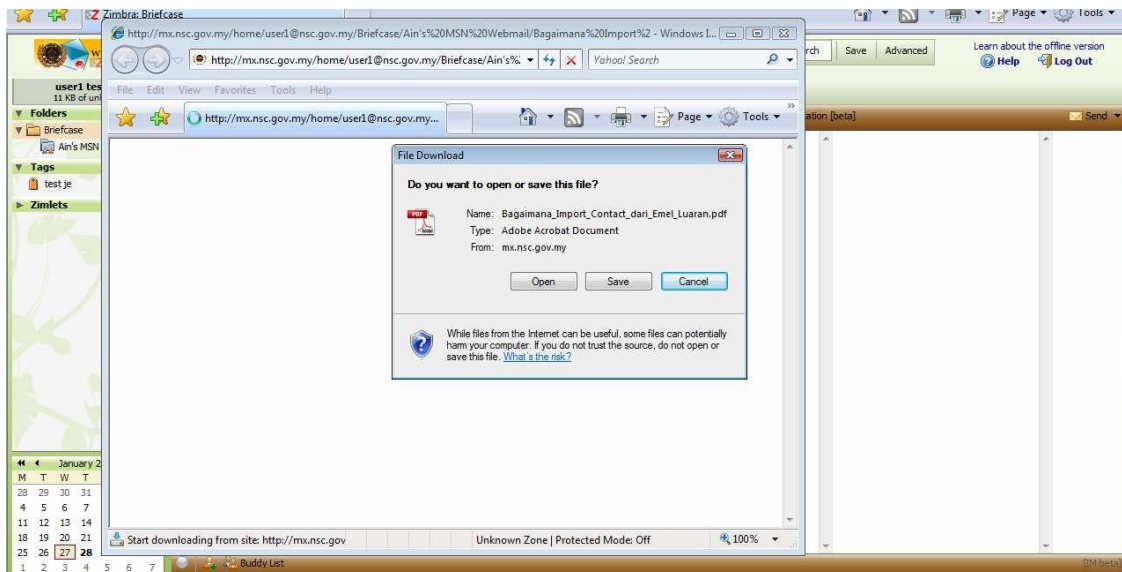 Zimbra: Briefcase
Page
Tools
http://mx.nsc.gov.my/home/user1@nsc.gov.my/Briefcase/Ain's%20MSN%20Webmail/Bagaimana%20Import%2 - Windows I...
http://mx.nsc.gov.my/home/user1@nsc.gov.my/Briefcase/Ain's%
Yahoo! Search
Save
Advanced
Learn about the offline version
Help
Log Out
user1 tes
11 KB of un
File Edit View Favorites Tools Help
Folders
http://mx.nsc.gov.my/home/user1@nsc.gov.my...
Page
Tools
ation [beta]
Send
Briefcase
Ain's MSN
Tags
test je
Zimlets
File Download
Do you want to open or save this file?
Name: Bagaimana_Import_Contact_dari_Emel_Luaran.pdf
Type: Adobe Acrobat Document
From: mx.nsc.gov.my
Open
Save
Cancel
While files from the Internet can be useful, some files can potentially
harm your computer. If you do not trust the source, do not open or
save this file. What's the risk?
January 2
M T W T
28 29 30 31
4 5 6 7
11 12 13 14
18 19 20 21
25 26 27 28
1 2 3 4 5 6 7
Start downloading from site: http://mx.nsc.gov
Unknown Zone | Protected Mode: Off
100%
Buddy List
[IM beta]